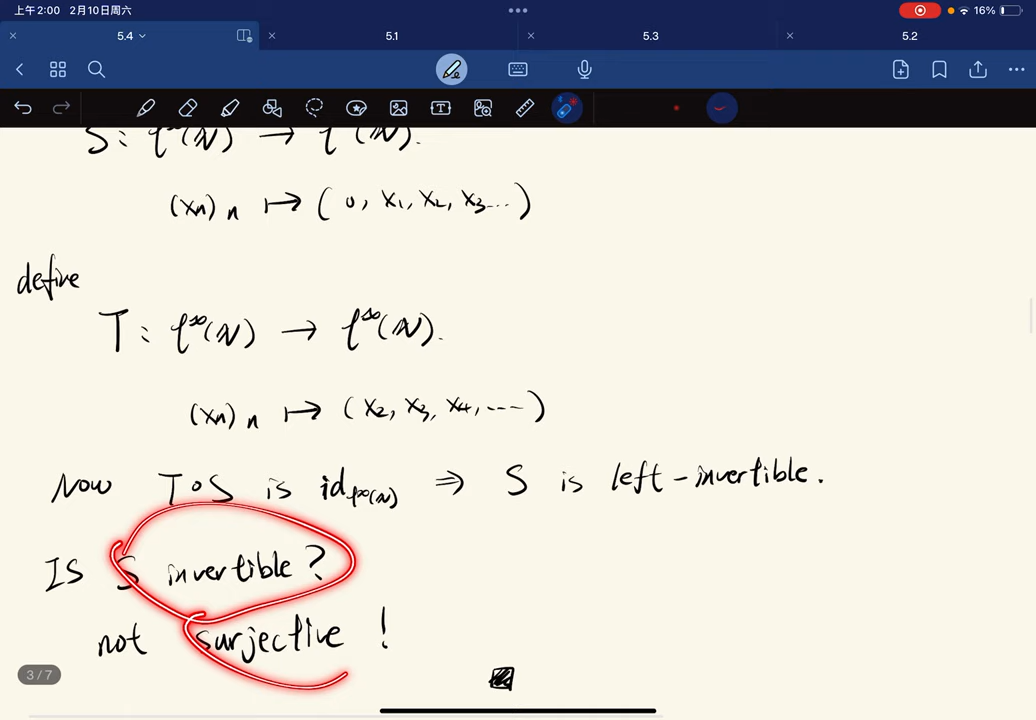 上午2:00 2月10日周六
16%
5.4 5.1 5.3 5.2
S: ℓ^∞(N) → ℓ^∞(N).
(xn)n ↦ (0, x1, x2, x3...)
define
T: ℓ^∞(N) → ℓ^∞(N).
(xn)n ↦ (x2, x3, x4, ----)
Now T∘S is id_ℓ^∞(N) ⇒ S is left-invertible.
IS S invertible?
not surjective !
3 / 7